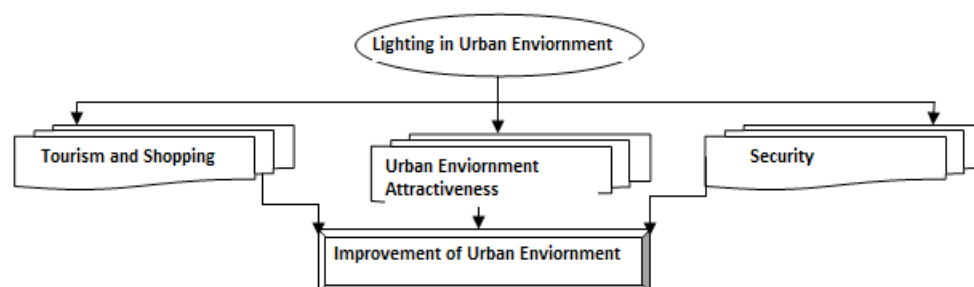 Lighting in Urban Enviornment
Tourism and Shopping
Urban Enviornment
Attractiveness
Security
Improvement of Urban Enviornment